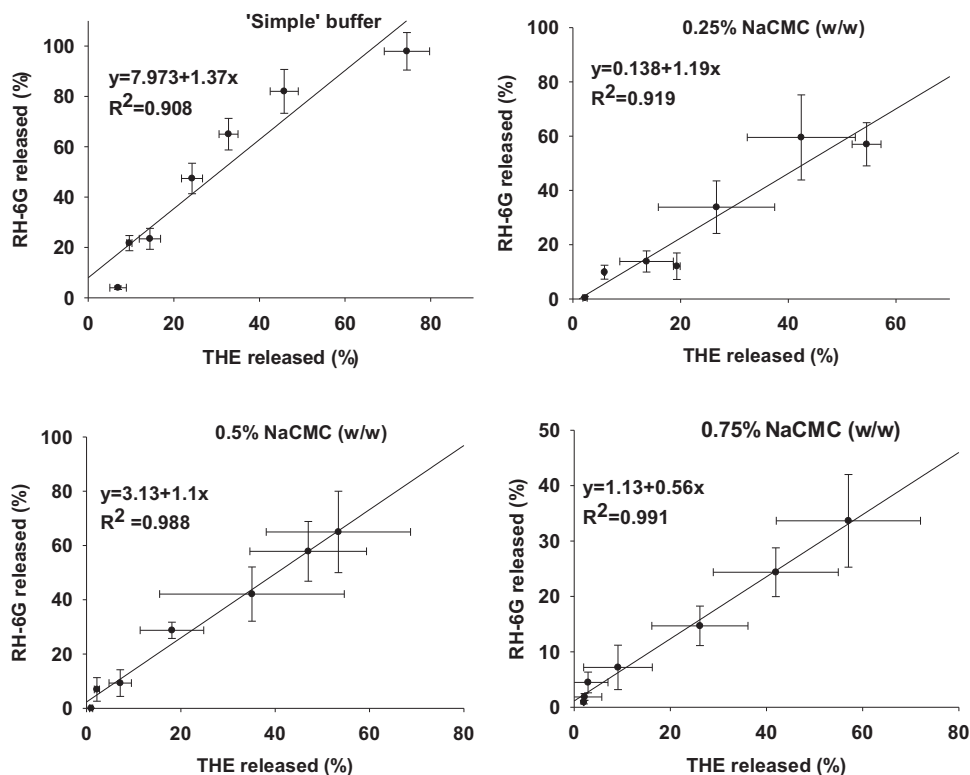 'Simple' buffer
y=7.973+1.37x
R²=0.908
RH-6G released (%)
100
80
60
40
20
0
0 20 40 60 80
THE released (%)
0.25% NaCMC (w/w)
y=0.138+1.19x
R²=0.919
RH-6G released (%)
100
80
60
40
20
0
0 20 40 60
THE released (%)
0.5% NaCMC (w/w)
y=3.13+1.1x
R² =0.988
RH-6G released (%)
100
80
60
40
20
0
0 20 40 60 80
THE released (%)
0.75% NaCMC (w/w)
y=1.13+0.56x
R²=0.991
RH-6G released (%)
50
40
30
20
10
0
0 20 40 60 80
THE released (%)